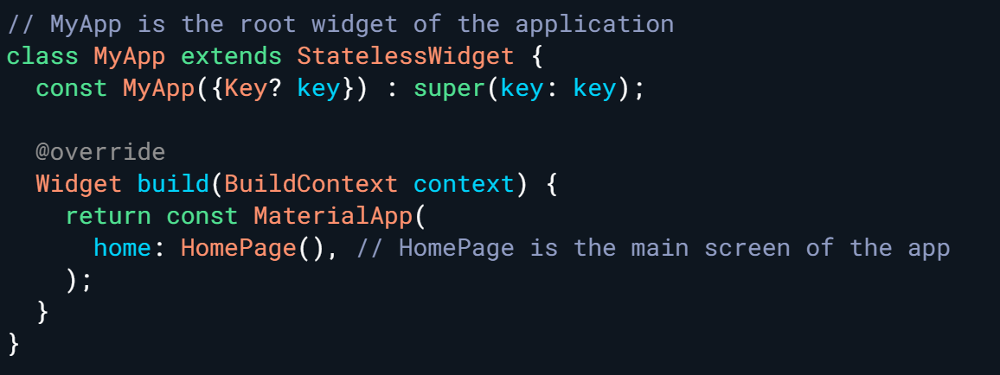 // MyApp is the root widget of the application
class MyApp extends StatelessWidget {
  const MyApp({Key? key}) : super(key: key);

  @override
  Widget build(BuildContext context) {
    return const MaterialApp(
      home: HomePage(), // HomePage is the main screen of the app
    );
  }
}